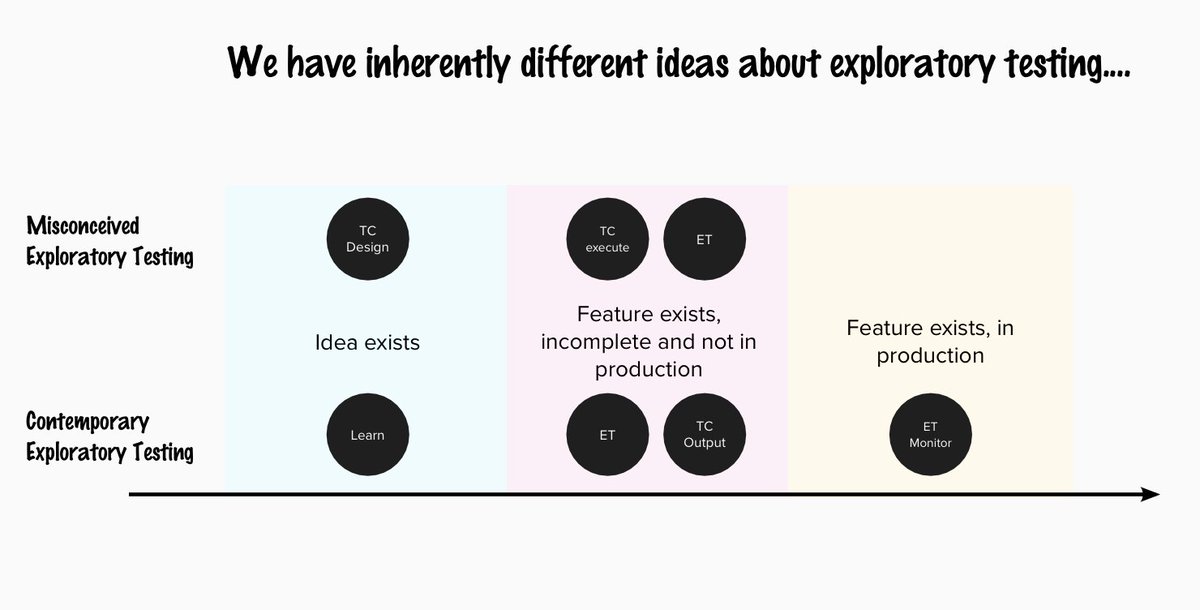 We have inherently different ideas about exploratory testing....
Misconceived
Exploratory Testing
TC
Design
TC
execute
ET
Idea exists
Feature exists,
incomplete and not in
production
Feature exists, in
production
Contemporary
Exploratory Testing
Learn
ET
TC
Output
ET
Monitor